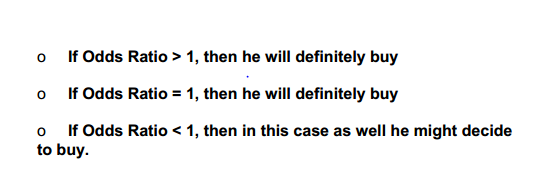 o If Odds Ratio > 1, then he will definitely buy
o If Odds Ratio = 1, then he will definitely buy
o If Odds Ratio < 1, then in this case as well he might decide
to buy.